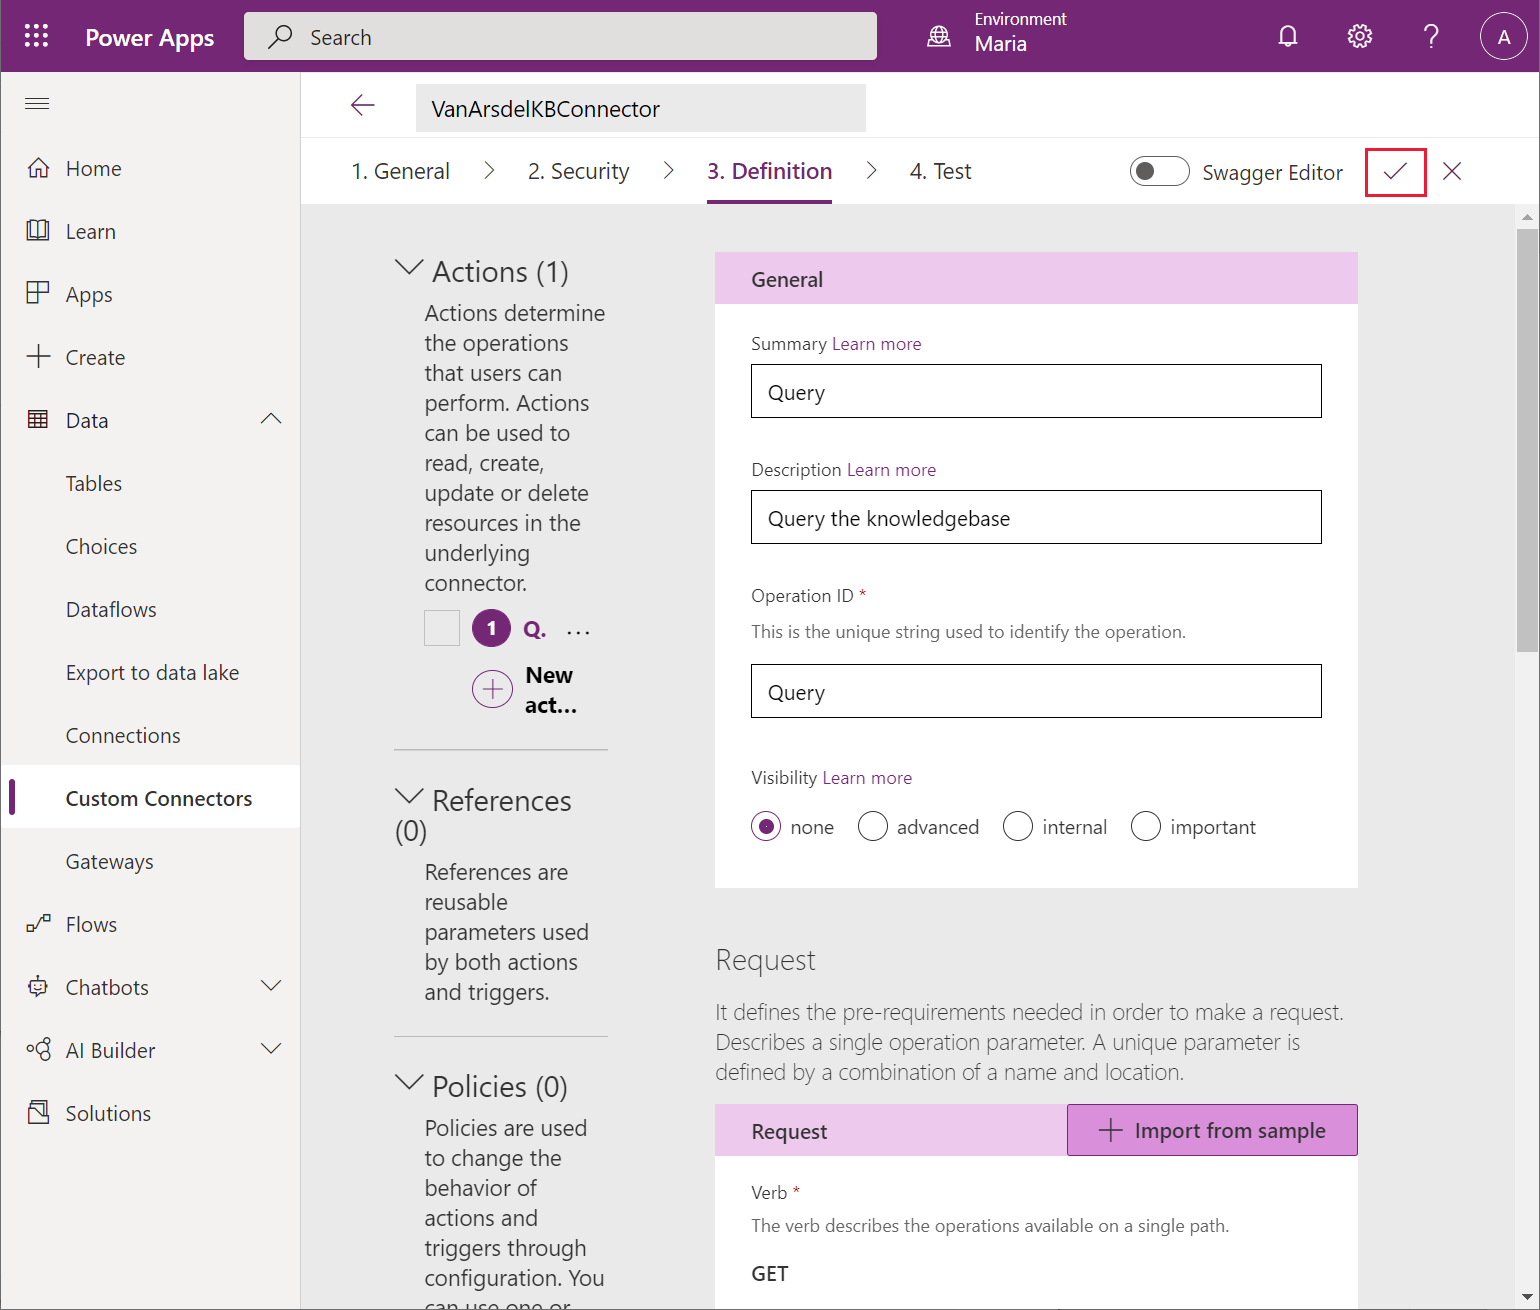 Power Apps
Search
Environment
Maria
?
A
VanArsdelKBConnector
1. General
2. Security
3. Definition
4. Test
Swagger Editor
Home
Learn
Apps
Create
Data
Tables
Choices
Dataflows
Export to data lake
Connections
Custom Connectors
Gateways
Flows
Chatbots
AI Builder
Solutions
Actions (1)
Actions determine
the operations
that users can
perform. Actions
can be used to
read, create,
update or delete
resources in the
underlying
connector.
1 Q. ...
New
act...
References
(0)
References are
reusable
parameters used
by both actions
and triggers.
Policies (0)
Policies are used
to change the
behavior of
actions and
triggers through
configuration. You
can use one or
General
Summary Learn more
Query
Description Learn more
Query the knowledgebase
Operation ID *
This is the unique string used to identify the operation.
Query
Visibility Learn more
none advanced internal important
Request
It defines the pre-requirements needed in order to make a request.
Describes a single operation parameter. A unique parameter is
defined by a combination of a name and location.
Request
Import from sample
Verb *
The verb describes the operations available on a single path.
GET